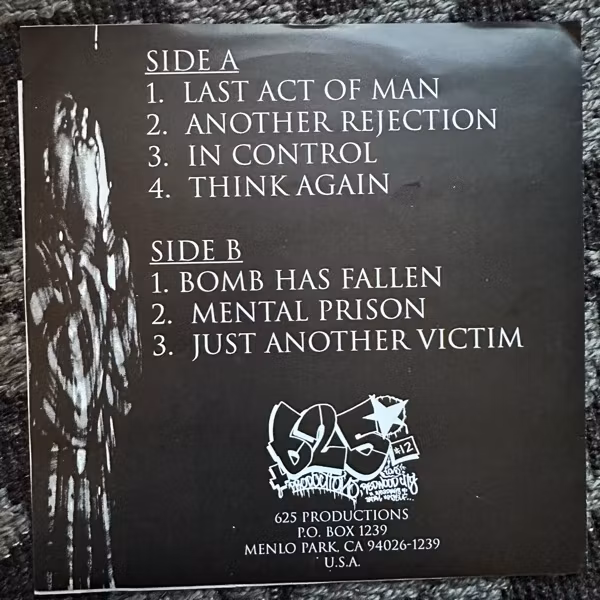 SIDE A
1. LAST ACT OF MAN
2. ANOTHER REJECTION
3. IN CONTROL
4. THINK AGAIN
SIDE B
1. BOMB HAS FALLEN
2. MENTAL PRISON
3. JUST ANOTHER VICTIM
625
#12
PRODUCTIONS
625 PRODUCTIONS
P.O. BOX 1239
MENLO PARK, CA 94026-1239
U.S.A.